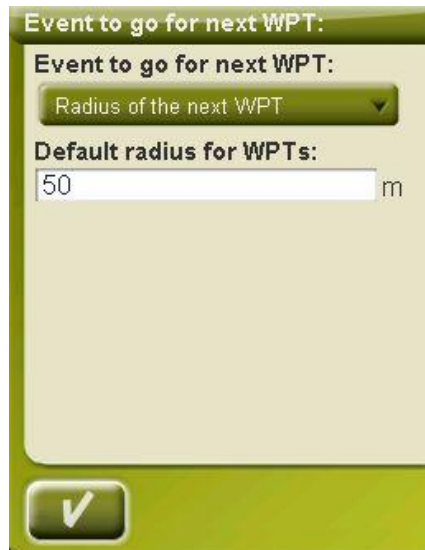 Event to go for next WPT:
Event to go for next WPT:
Radius of the next WPT
Default radius for WPTs:
50 m